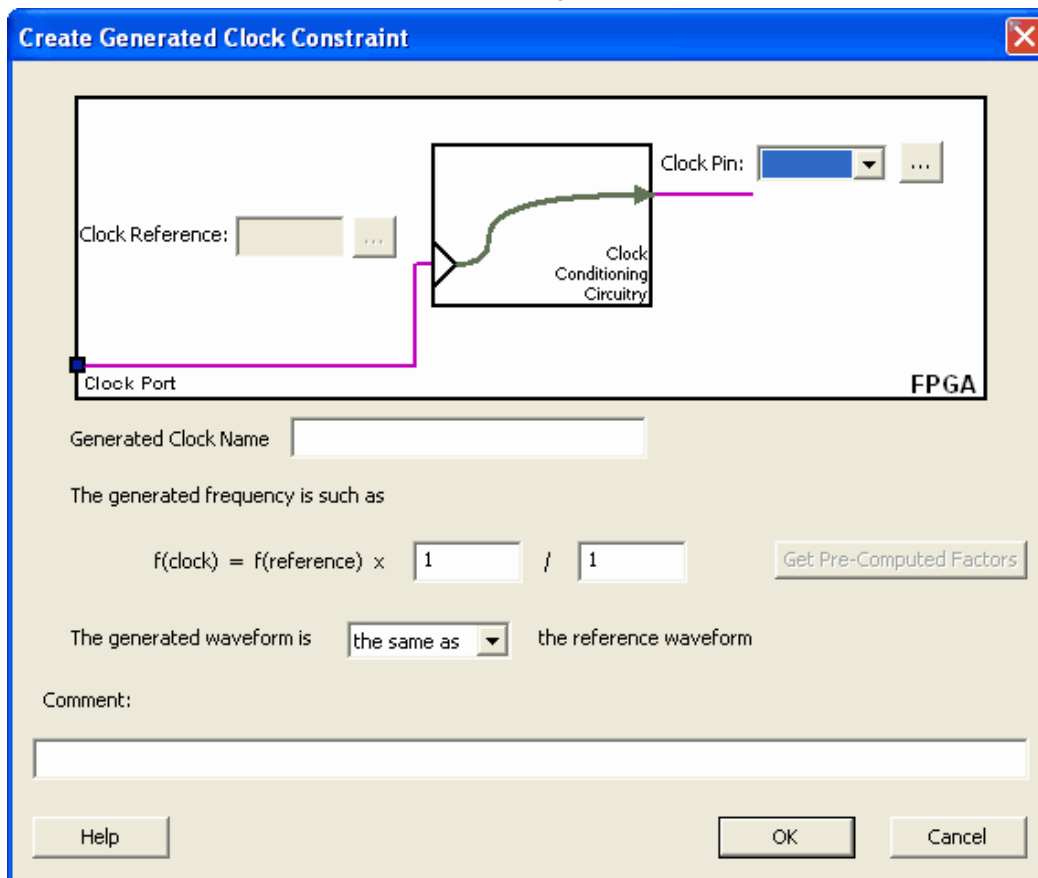 Create Generated Clock Constraint
Clock Pin:
...
Clock Reference:
...
Clock
Conditioning
Circuitry
Clock Port
FPGA
Generated Clock Name
The generated frequency is such as
f(clock) = f(reference) x 1 / 1
Get Pre-Computed Factors
The generated waveform is the same as the reference waveform
Comment:
Help
OK
Cancel